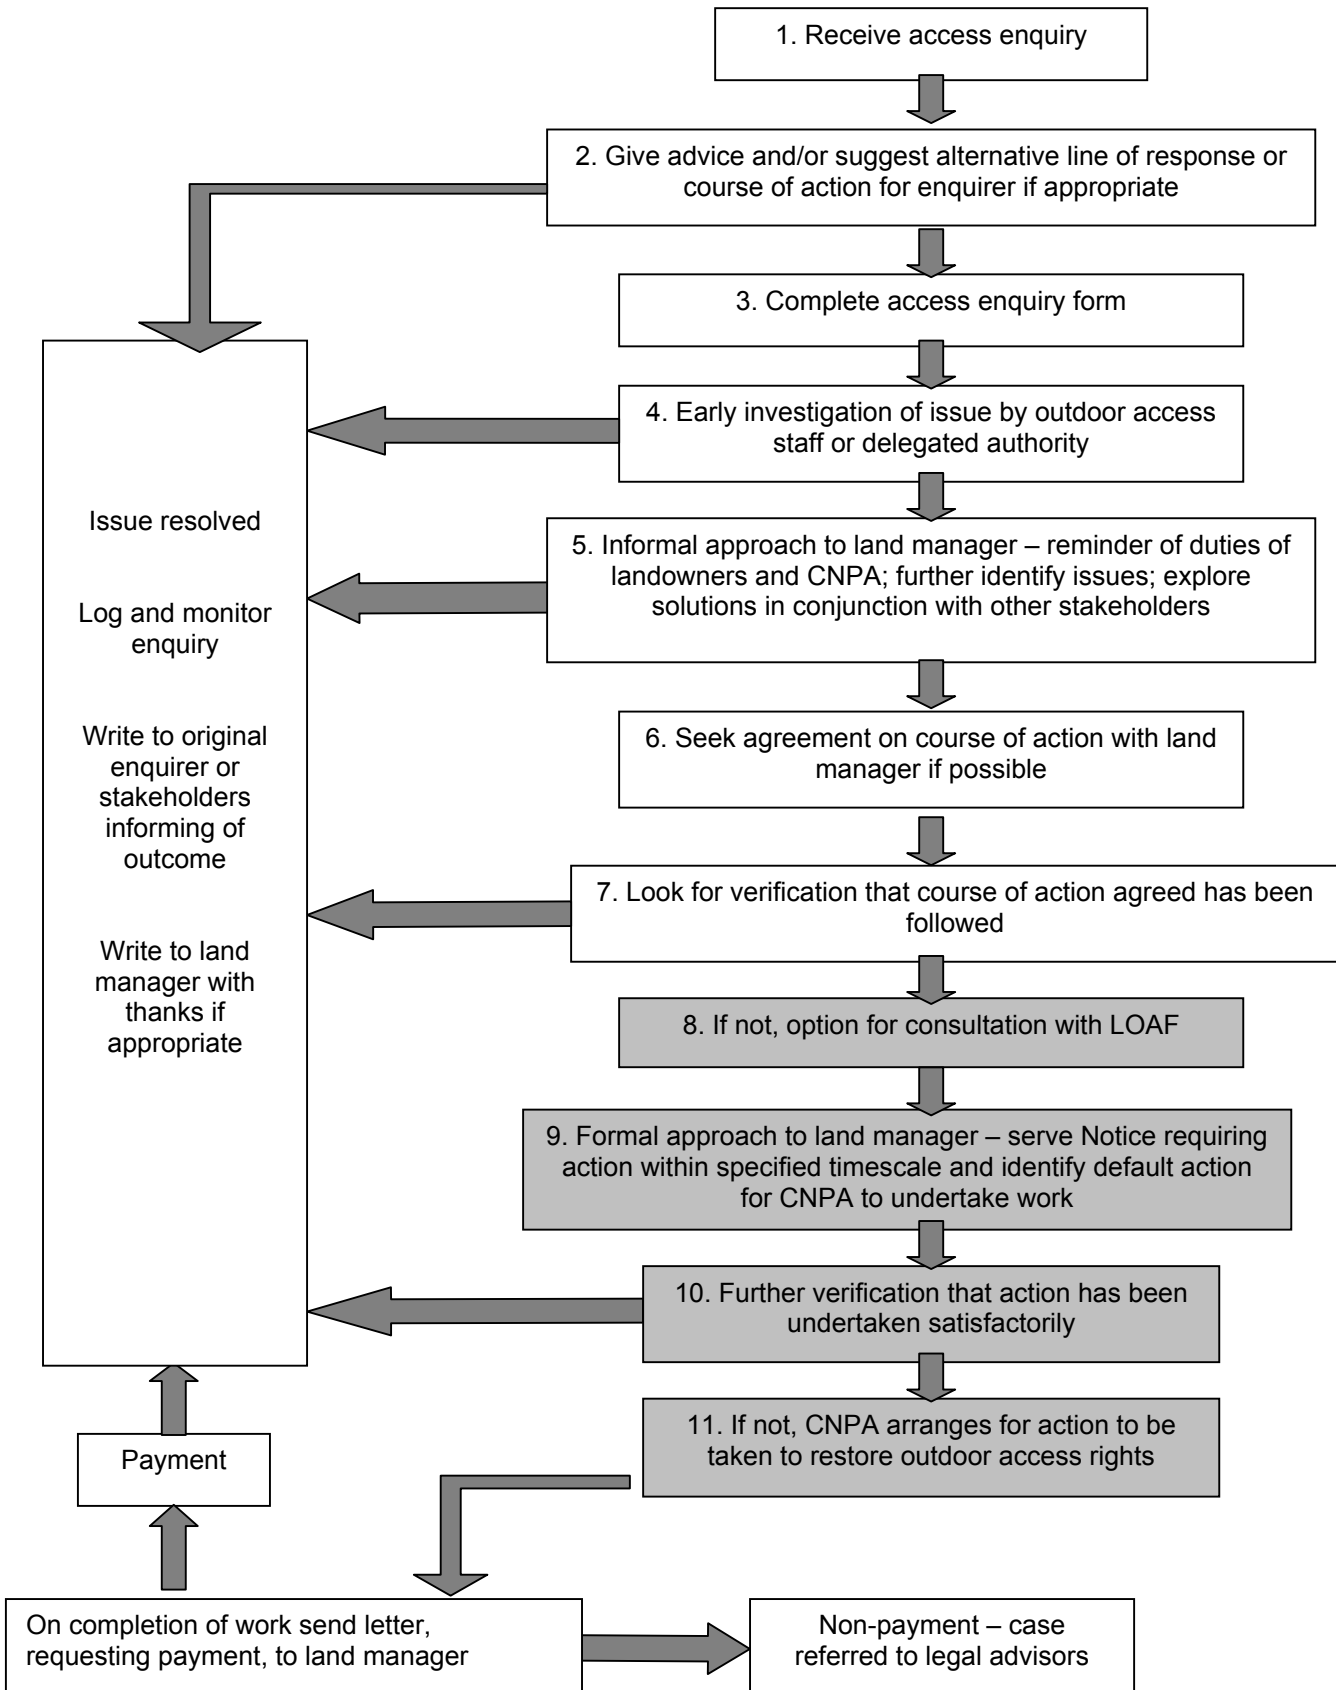 1. Receive access enquiry
2. Give advice and/or suggest alternative line of response or
course of action for enquirer if appropriate
3. Complete access enquiry form
4. Early investigation of issue by outdoor access
staff or delegated authority
5. Informal approach to land manager – reminder of duties of
landowners and CNPA; further identify issues; explore
solutions in conjunction with other stakeholders
6. Seek agreement on course of action with land
manager if possible
7. Look for verification that course of action agreed has been
followed
8. If not, option for consultation with LOAF
9. Formal approach to land manager – serve Notice requiring
action within specified timescale and identify default action
for CNPA to undertake work
10. Further verification that action has been
undertaken satisfactorily
11. If not, CNPA arranges for action to be
taken to restore outdoor access rights
Issue resolved
Log and monitor
enquiry
Write to original
enquirer or
stakeholders
informing of
outcome
Write to land
manager with
thanks if
appropriate
Payment
On completion of work send letter,
requesting payment, to land manager
Non-payment – case
referred to legal advisors